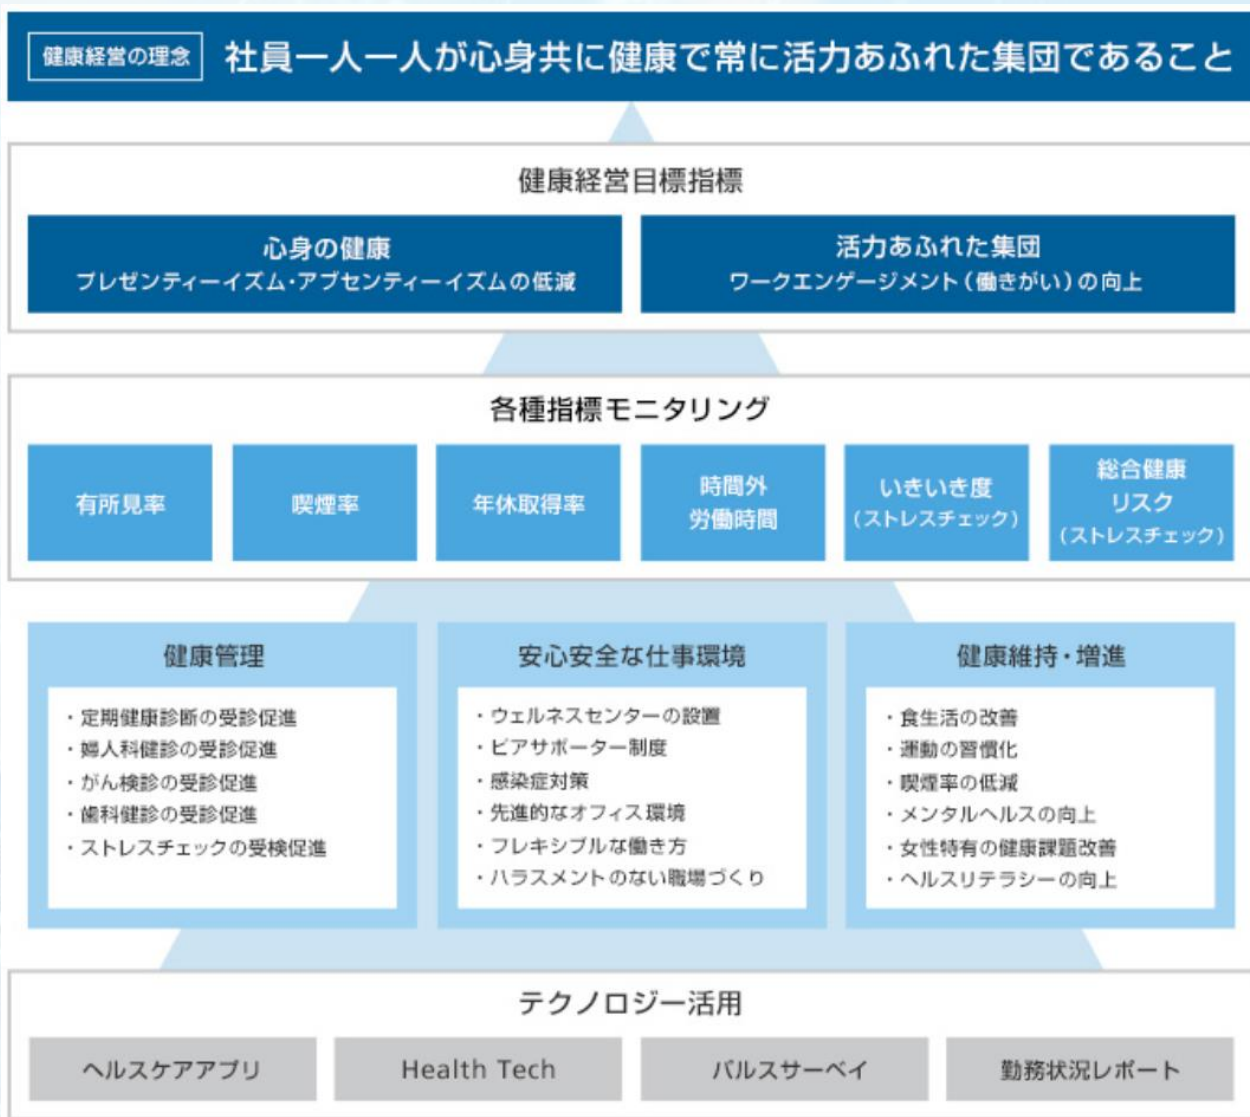 健康経営の理念 社員一人一人が心身共に健康で常に活力あふれた集団であること
健康経営目標指標
心身の健康
プレゼンティーイズム・アブセンティーイズムの低減
活力あふれた集団
ワークエンゲージメント(働きがい)の向上
各種指標モニタリング
有所見率
喫煙率
年休取得率
時間外
労働時間
いきいき度
(ストレスチェック)
総合健康
リスク
(ストレスチェック)
健康管理
・定期健康診断の受診促進
・婦人科健診の受診促進
・がん検診の受診促進
・歯科健診の受診促進
・ストレスチェックの受検促進
安心安全な仕事環境
・ウェルネスセンターの設置
・ピアサポーター制度
・感染症対策
・先進的なオフィス環境
・フレキシブルな働き方
・ハラスメントのない職場づくり
健康維持・増進
・食生活の改善
・運動の習慣化
・喫煙率の低減
・メンタルヘルスの向上
・女性特有の健康課題改善
・ヘルスリテラシーの向上
テクノロジー活用
ヘルスケアアプリ
Health Tech
パルスサーベイ
勤務状況レポート